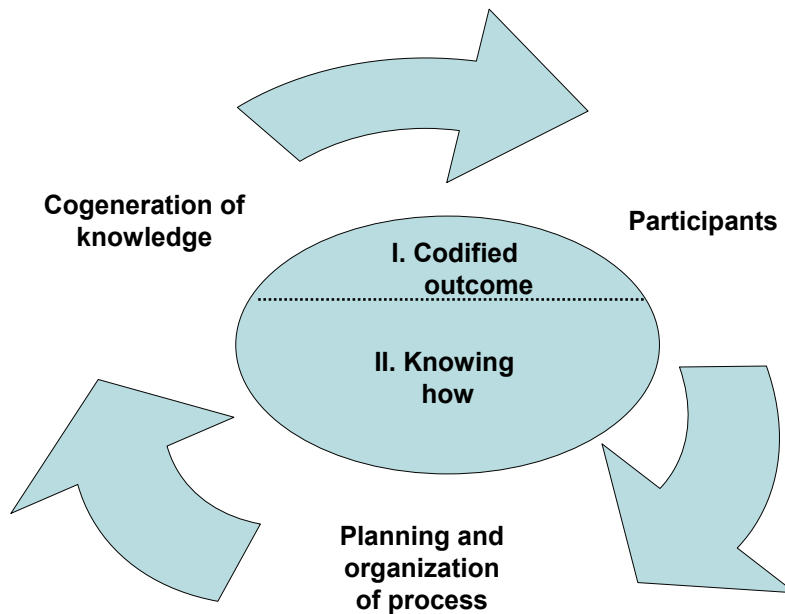 Cogeneration of
knowledge
Participants
I. Codified
outcome
II. Knowing
how
Planning and
organization
of process